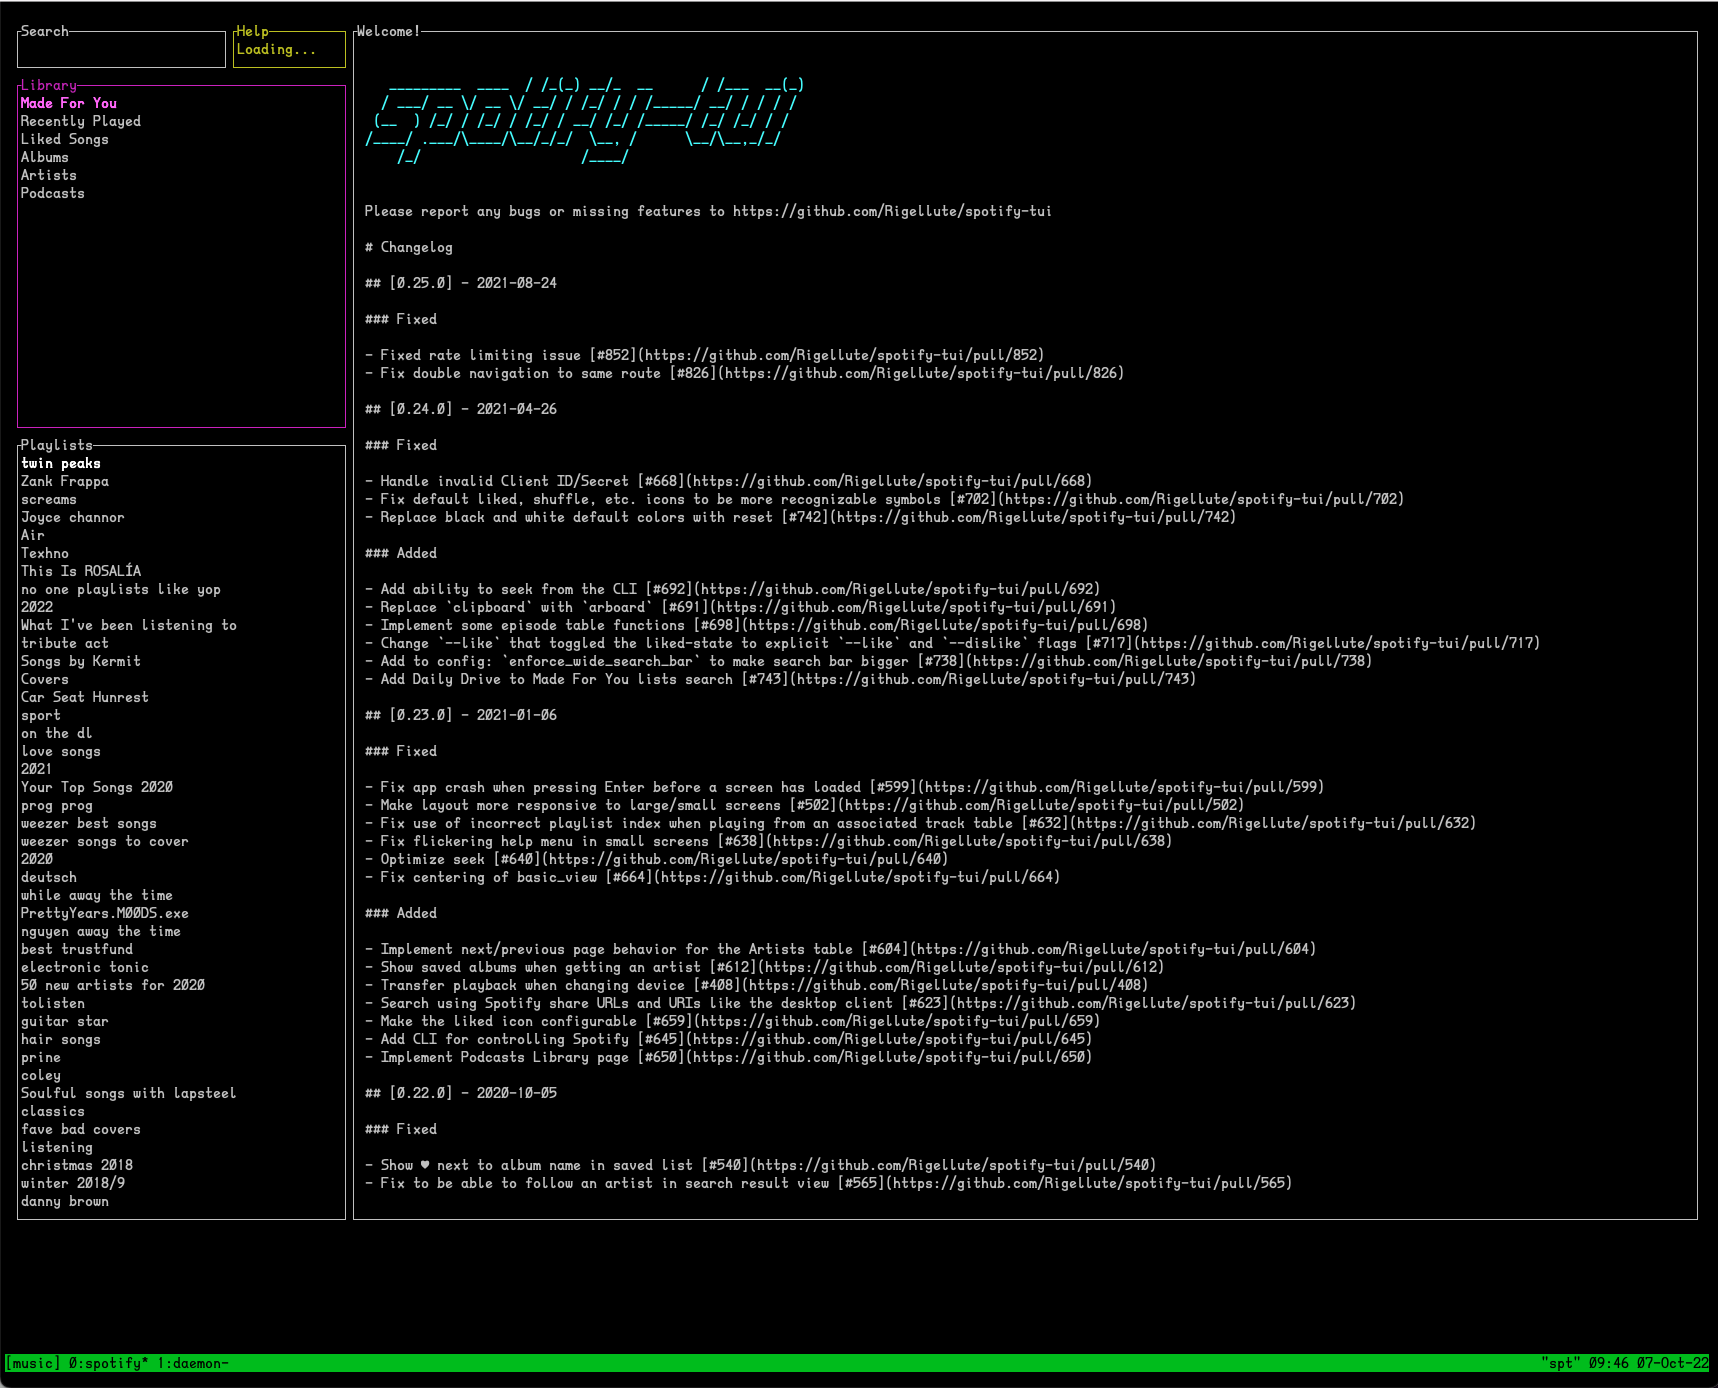 Search
Help
Loading...
Library
Made For You
Recently Played
Liked Songs
Albums
Artists
Podcasts
Playlists
twin peaks
Zank Frappa
screams
Joyce channor
Air
Texhno
This Is ROSALÍA
no one playlists like yop
2022
What I've been listening to
tribute act
Songs by Kermit
Covers
Car Seat Hunrest
sport
on the dl
love songs
2021
Your Top Songs 2020
prog prog
weezer best songs
weezer songs to cover
2020
deutsch
while away the time
PrettyYears.M00DS.exe
nguyen away the time
best trustfund
electronic tonic
50 new artists for 2020
tolisten
guitar star
hair songs
prine
coley
Soulful songs with lapsteel
classics
fave bad covers
listening
christmas 2018
winter 2018/9
danny brown
Welcome!
spotify-tui
Please report any bugs or missing features to https://github.com/Rigellute/spotify-tui
# Changelog
## [0.25.0] - 2021-08-24
### Fixed
- Fixed rate limiting issue [#852](https://github.com/Rigellute/spotify-tui/pull/852)
- Fix double navigation to same route [#826](https://github.com/Rigellute/spotify-tui/pull/826)
## [0.24.0] - 2021-04-26
### Fixed
- Handle invalid Client ID/Secret [#668](https://github.com/Rigellute/spotify-tui/pull/668)
- Fix default liked, shuffle, etc. icons to be more recognizable symbols [#702](https://github.com/Rigellute/spotify-tui/pull/702)
- Replace black and white default colors with reset [#742](https://github.com/Rigellute/spotify-tui/pull/742)
### Added
- Add ability to seek from the CLI [#692](https://github.com/Rigellute/spotify-tui/pull/692)
- Replace `clipboard` with `arboard` [#691](https://github.com/Rigellute/spotify-tui/pull/691)
- Implement some episode table functions [#698](https://github.com/Rigellute/spotify-tui/pull/698)
- Change `--like` that toggled the liked-state to explicit `--like` and `--dislike` flags [#717](https://github.com/Rigellute/spotify-tui/pull/717)
- Add to config: `enforce_wide_search_bar` to make search bar bigger [#738](https://github.com/Rigellute/spotify-tui/pull/738)
- Add Daily Drive to Made For You lists search [#743](https://github.com/Rigellute/spotify-tui/pull/743)
## [0.23.0] - 2021-01-06
### Fixed
- Fix app crash when pressing Enter before a screen has loaded [#599](https://github.com/Rigellute/spotify-tui/pull/599)
- Make layout more responsive to large/small screens [#502](https://github.com/Rigellute/spotify-tui/pull/502)
- Fix use of incorrect playlist index when playing from an associated track table [#632](https://github.com/Rigellute/spotify-tui/pull/632)
- Fix flickering help menu in small screens [#638](https://github.com/Rigellute/spotify-tui/pull/638)
- Optimize seek [#640](https://github.com/Rigellute/spotify-tui/pull/640)
- Fix centering of basic_view [#664](https://github.com/Rigellute/spotify-tui/pull/664)
### Added
- Implement next/previous page behavior for the Artists table [#604](https://github.com/Rigellute/spotify-tui/pull/604)
- Show saved albums when getting an artist [#612](https://github.com/Rigellute/spotify-tui/pull/612)
- Transfer playback when changing device [#408](https://github.com/Rigellute/spotify-tui/pull/408)
- Search using Spotify share URLs and URIs like the desktop client [#623](https://github.com/Rigellute/spotify-tui/pull/623)
- Make the liked icon configurable [#659](https://github.com/Rigellute/spotify-tui/pull/659)
- Add CLI for controlling Spotify [#645](https://github.com/Rigellute/spotify-tui/pull/645)
- Implement Podcasts Library page [#650](https://github.com/Rigellute/spotify-tui/pull/650)
## [0.22.0] - 2020-10-05
### Fixed
- Show ♥ next to album name in saved list [#540](https://github.com/Rigellute/spotify-tui/pull/540)
- Fix to be able to follow an artist in search result view [#565](https://github.com/Rigellute/spotify-tui/pull/565)
[music] 0:spotify* 1:daemon- "spt" 09:46 07-Oct-22